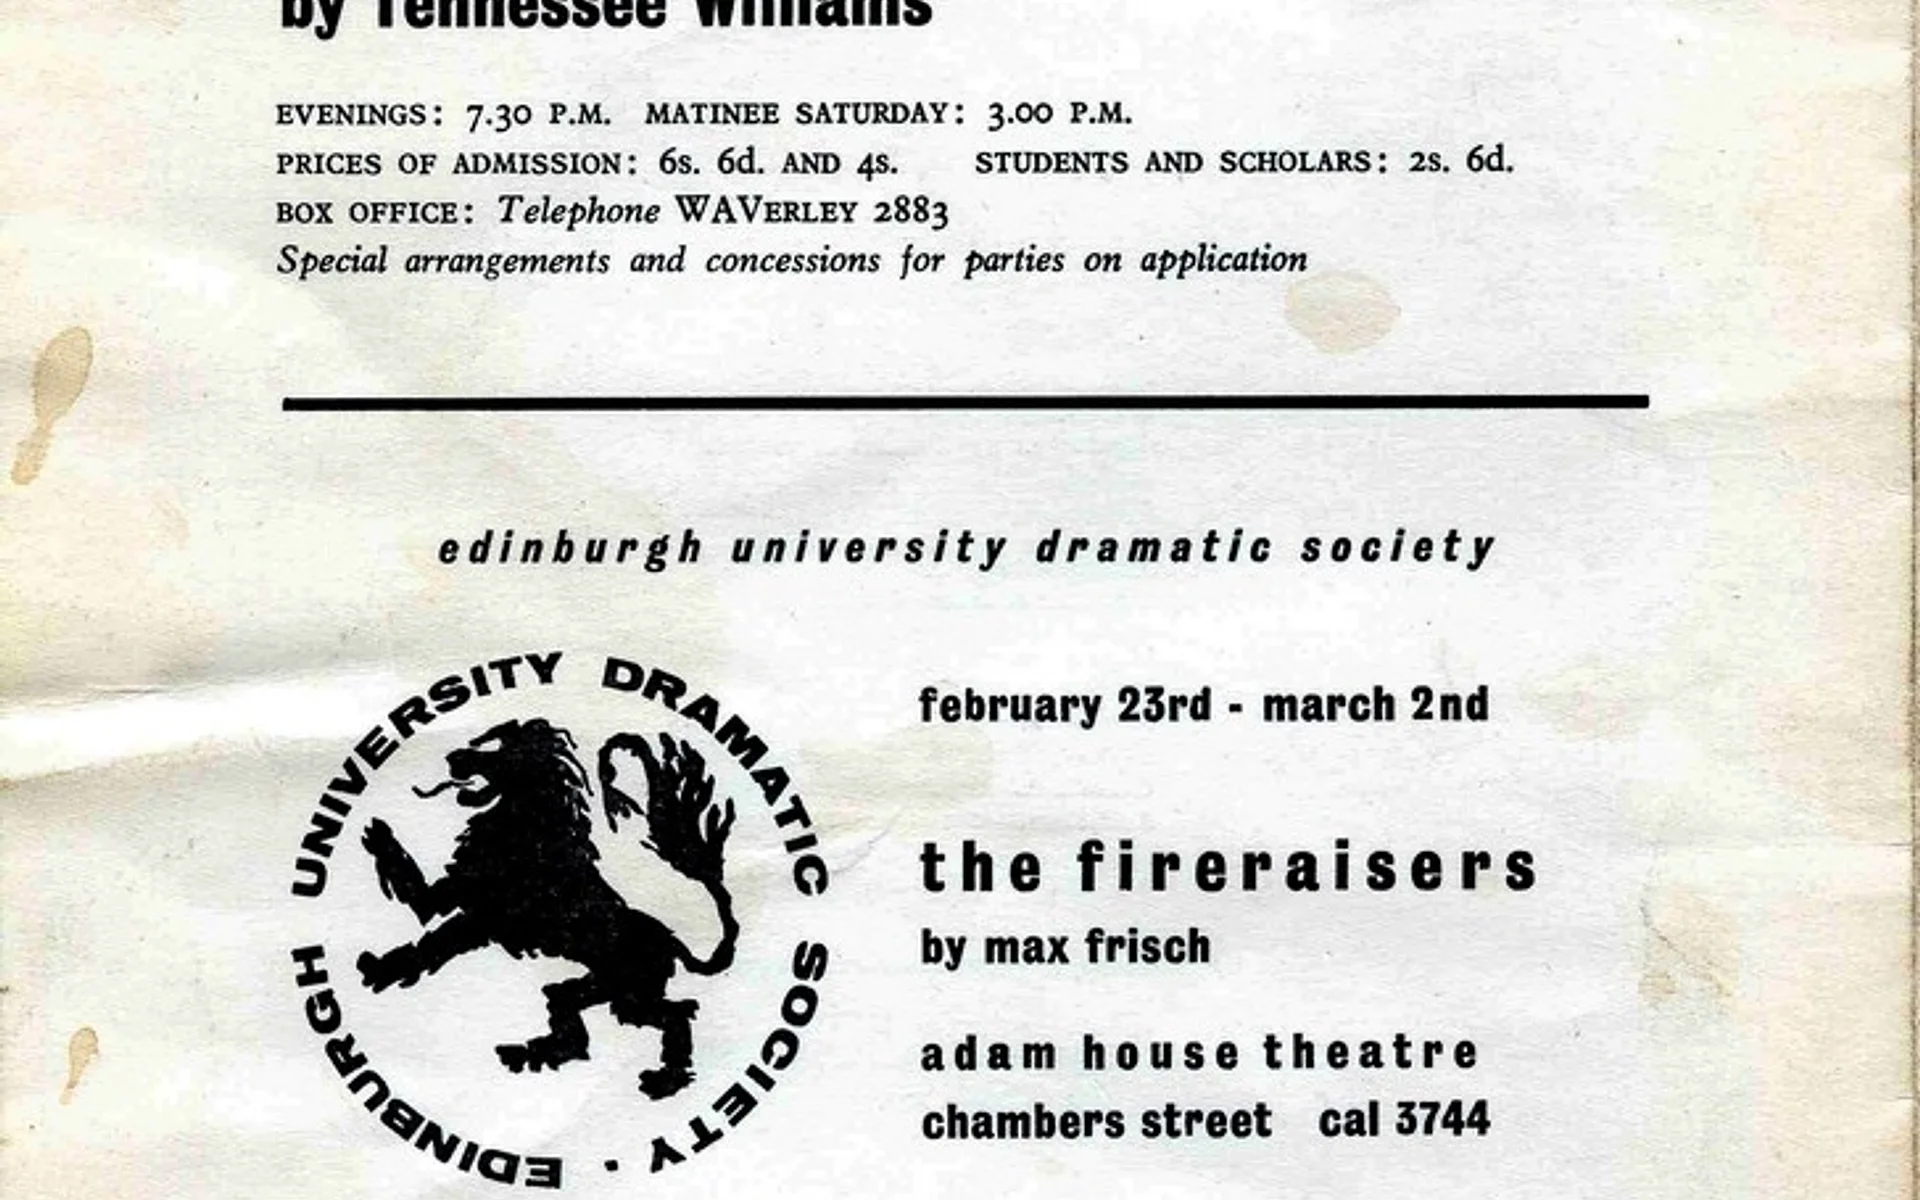 by Tennessee Williams
EVENINGS: 7.30 P.M. MATINEE SATURDAY: 3.00 P.M.
PRICES OF ADMISSION: 6s. 6d. AND 4s. STUDENTS AND SCHOLARS: 2s. 6d.
BOX OFFICE: Telephone WAVERLEY 2883
Special arrangements and concessions for parties on application
edinburgh university dramatic society
EDINBURGH UNIVERSITY DRAMATIC SOCIETY ·
february 23rd - march 2nd
the fireraisers
by max frisch
adam house theatre
chambers street cal 3744